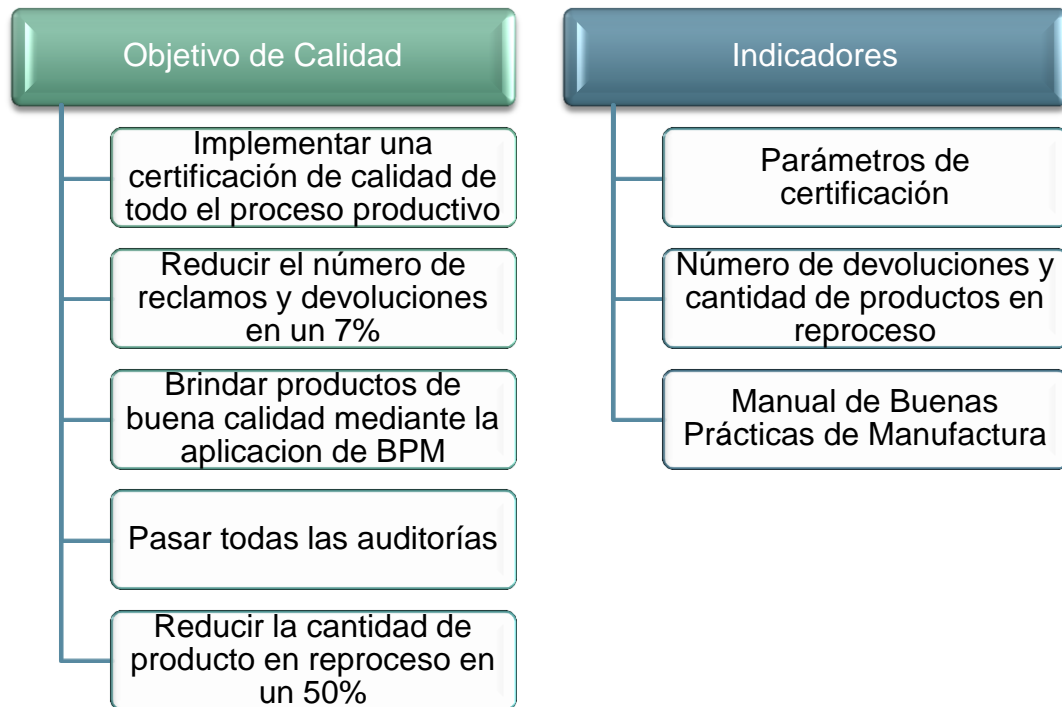 Objetivo de Calidad
Implementar una
certificación de calidad de
todo el proceso productivo
Reducir el número de
reclamos y devoluciones
en un 7%
Brindar productos de
buena calidad mediante la
aplicacion de BPM
Pasar todas las auditorías
Reducir la cantidad de
producto en reproceso en
un 50%
Indicadores
Parámetros de
certificación
Número de devoluciones y
cantidad de productos en
reproceso
Manual de Buenas
Prácticas de Manufactura